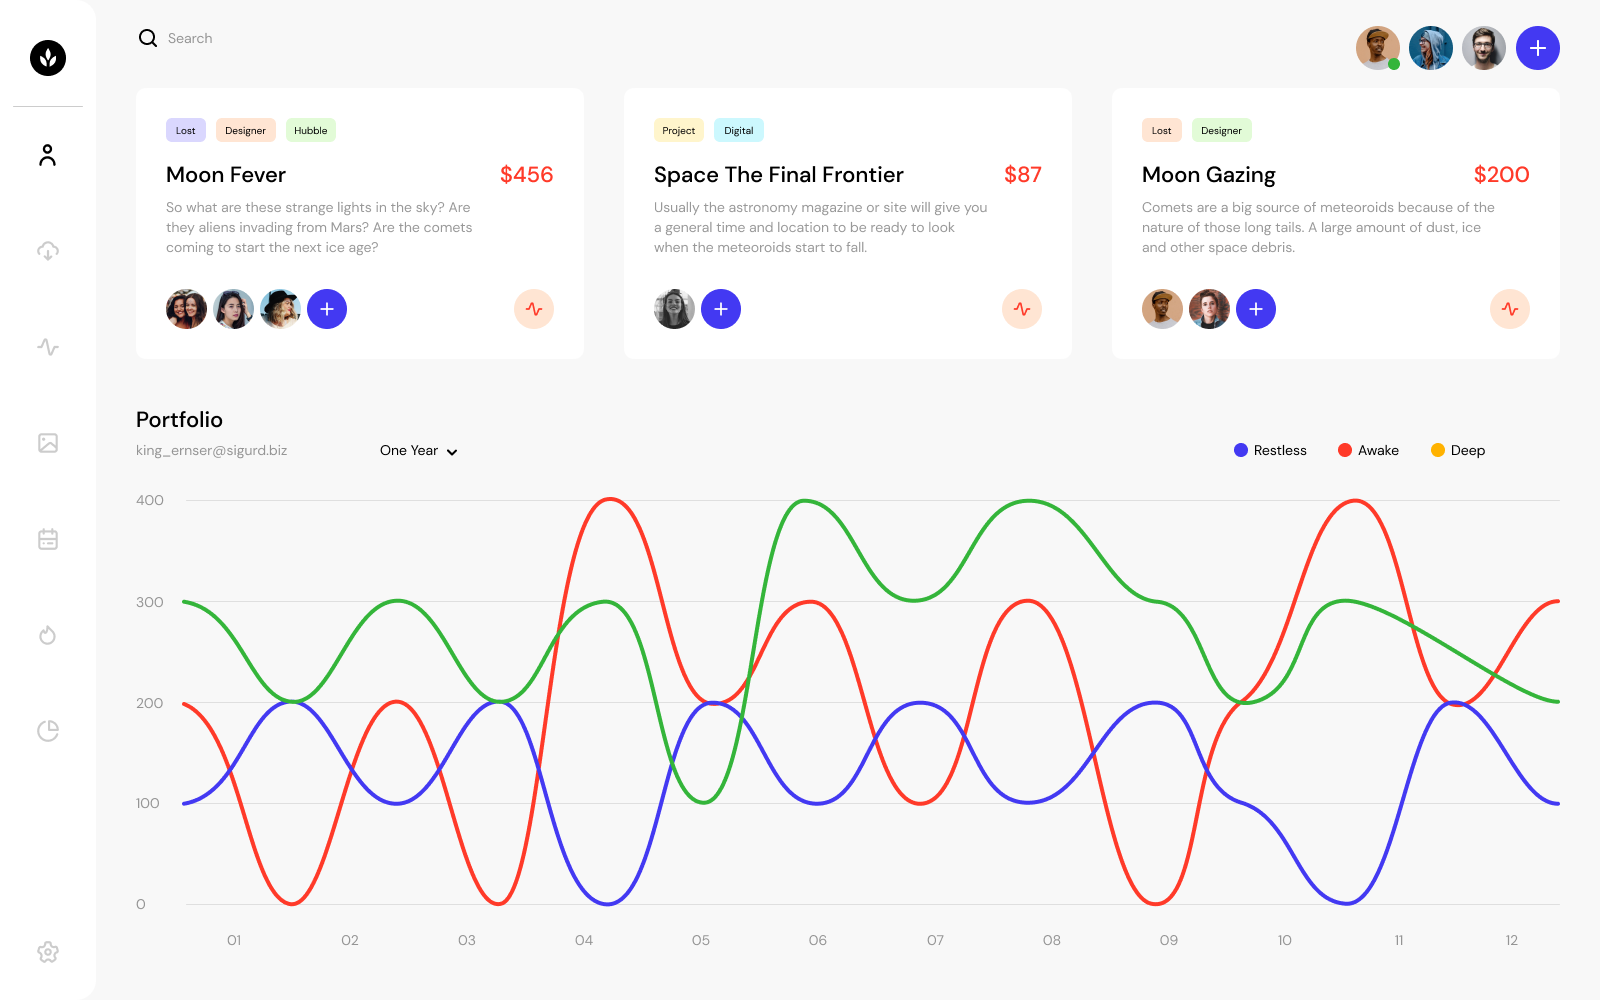 Search
Lost Designer Hubble
Moon Fever $456
So what are these strange lights in the sky? Are
they aliens invading from Mars? Are the comets
coming to start the next ice age?
Project Digital
Space The Final Frontier $87
Usually the astronomy magazine or site will give you
a general time and location to be ready to look
when the meteoroids start to fall.
Lost Designer
Moon Gazing $200
Comets are a big source of meteoroids because of the
nature of those long tails. A large amount of dust, ice
and other space debris.
Portfolio
king_ernser@sigurd.biz One Year Restless Awake Deep
400
300
200
100
0
01 02 03 04 05 06 07 08 09 10 11 12